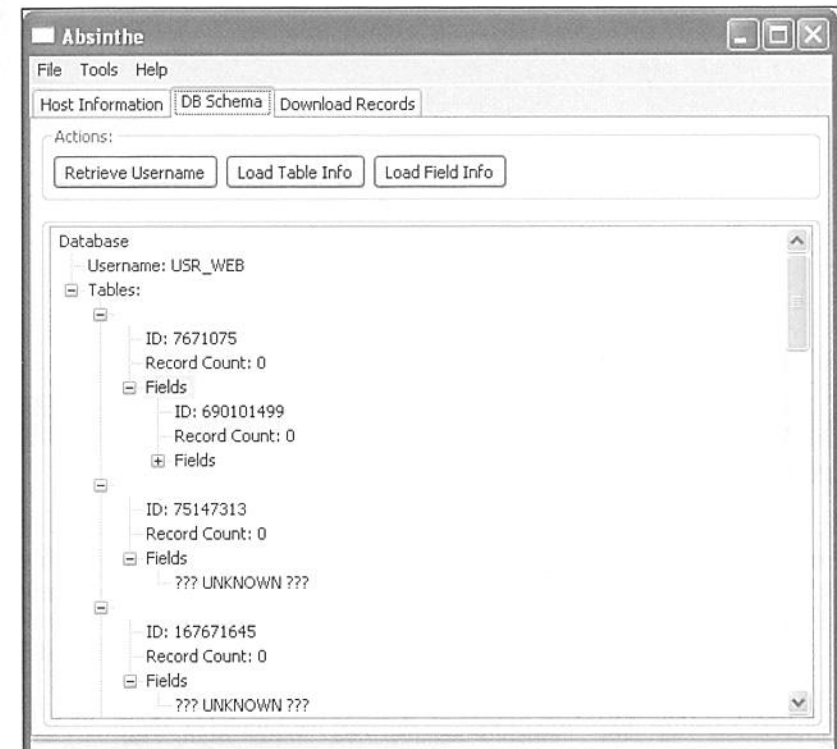 Absinthe
File Tools Help
Host Information DB Schema Download Records
Actions:
Retrieve Username Load Table Info Load Field Info
Database
Username: USR_WEB
Tables:
ID: 7671075
Record Count: 0
Fields
ID: 690101499
Record Count: 0
Fields
ID: 75147313
Record Count: 0
Fields
??? UNKNOWN ???
ID: 167671645
Record Count: 0
Fields
??? UNKNOWN ???